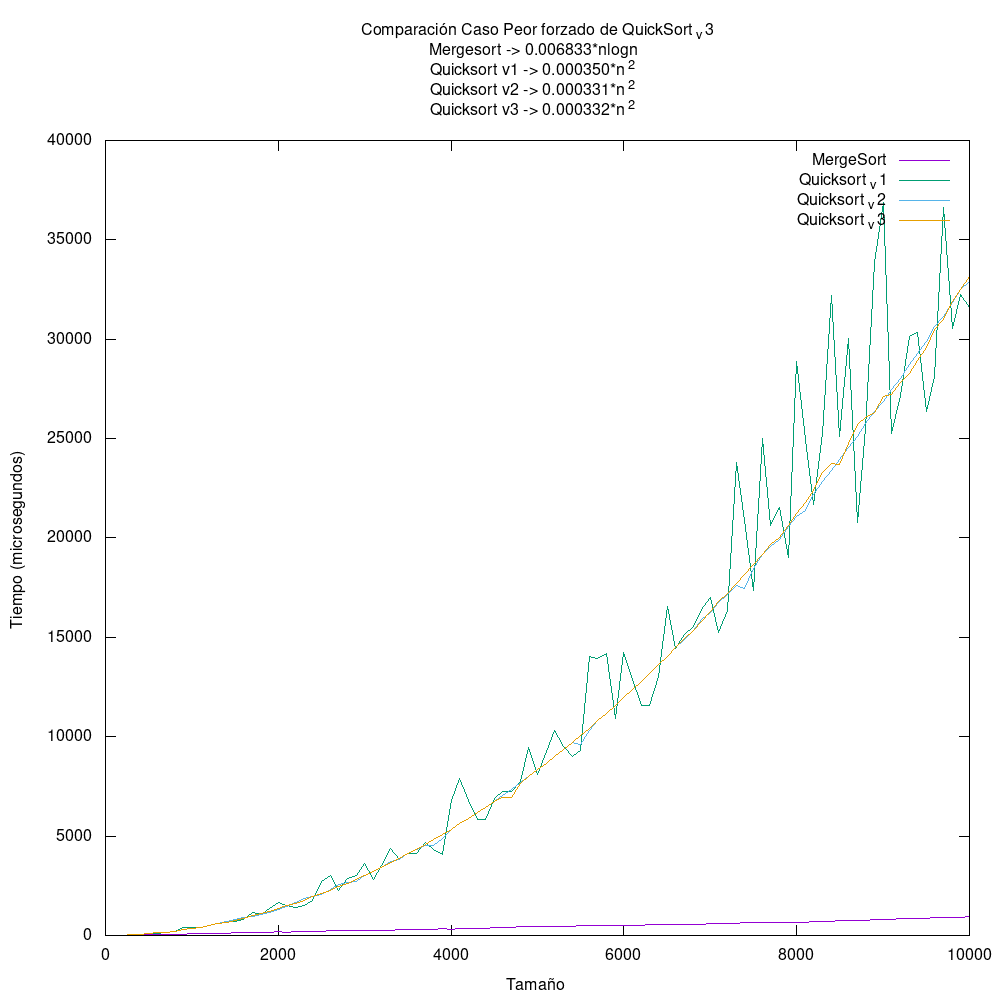 Comparación Caso Peor forzado de QuickSort v 3
Mergesort -> 0.006833*nlogn
Quicksort v1 -> 0.000350*n 2
Quicksort v2 -> 0.000331*n 2
Quicksort v3 -> 0.000332*n 2
40000
35000
30000
25000
20000
15000
10000
5000
0
MergeSort
Quicksort v 1
Quicksort v 2
Quicksort v 3
Tiempo (microsegundos)
0 2000 4000 6000 8000 10000
Tamaño